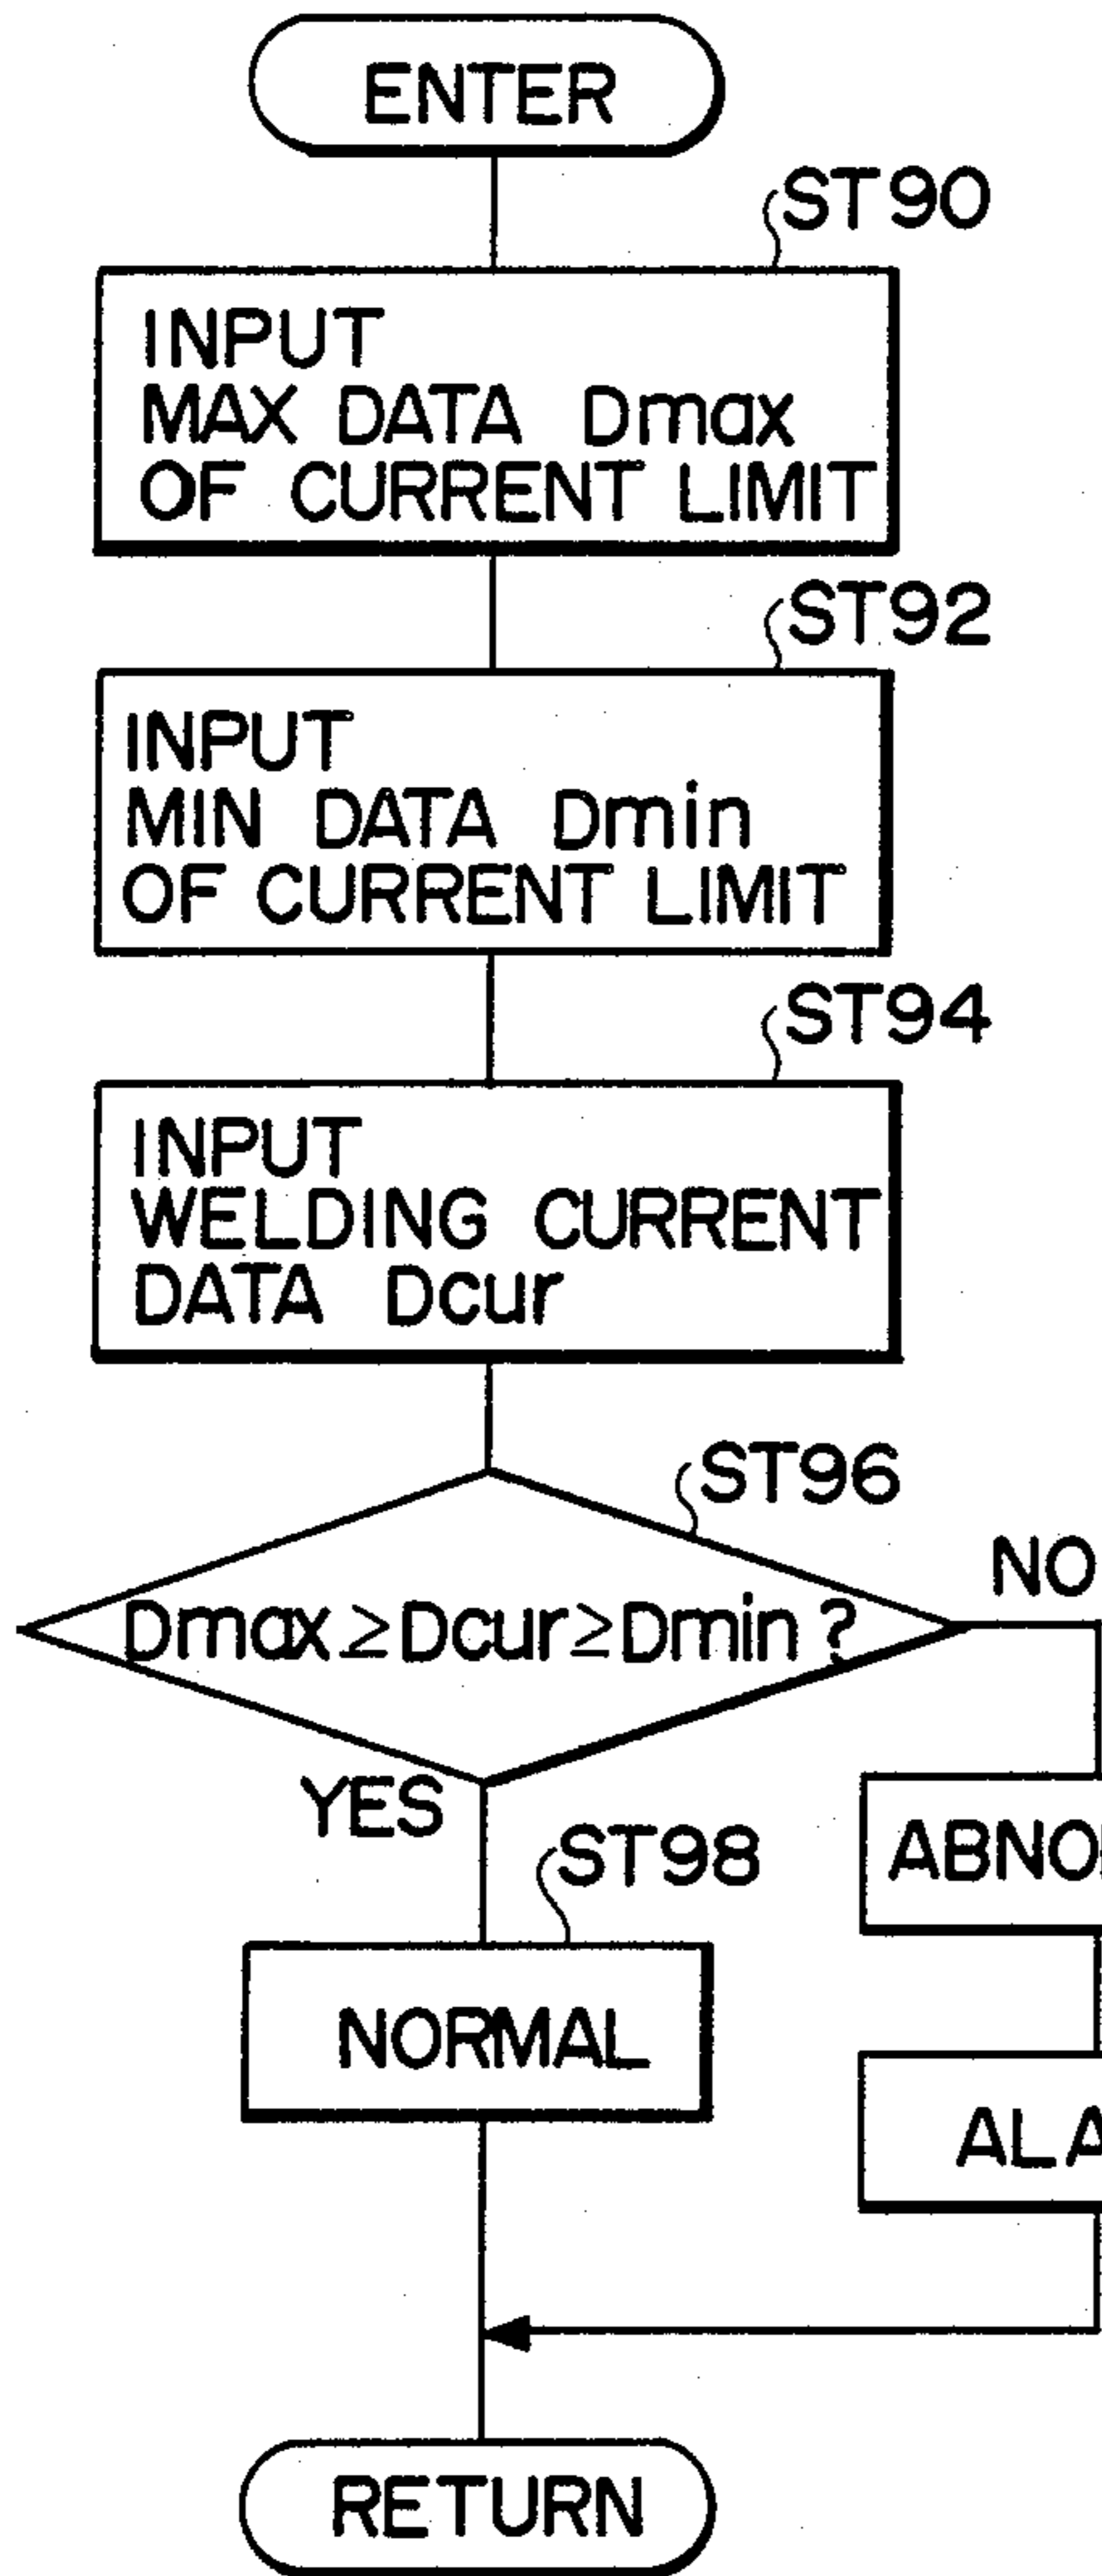 ENTER
ST90
INPUT
MAX DATA Dmax
OF CURRENT LIMIT
ST92
INPUT
MIN DATA Dmin
OF CURRENT LIMIT
ST94
INPUT
WELDING CURRENT
DATA Dcur
ST96
NO
Dmax≥Dcur≥Dmin?
YES
ST98
NORMAL
RETURN